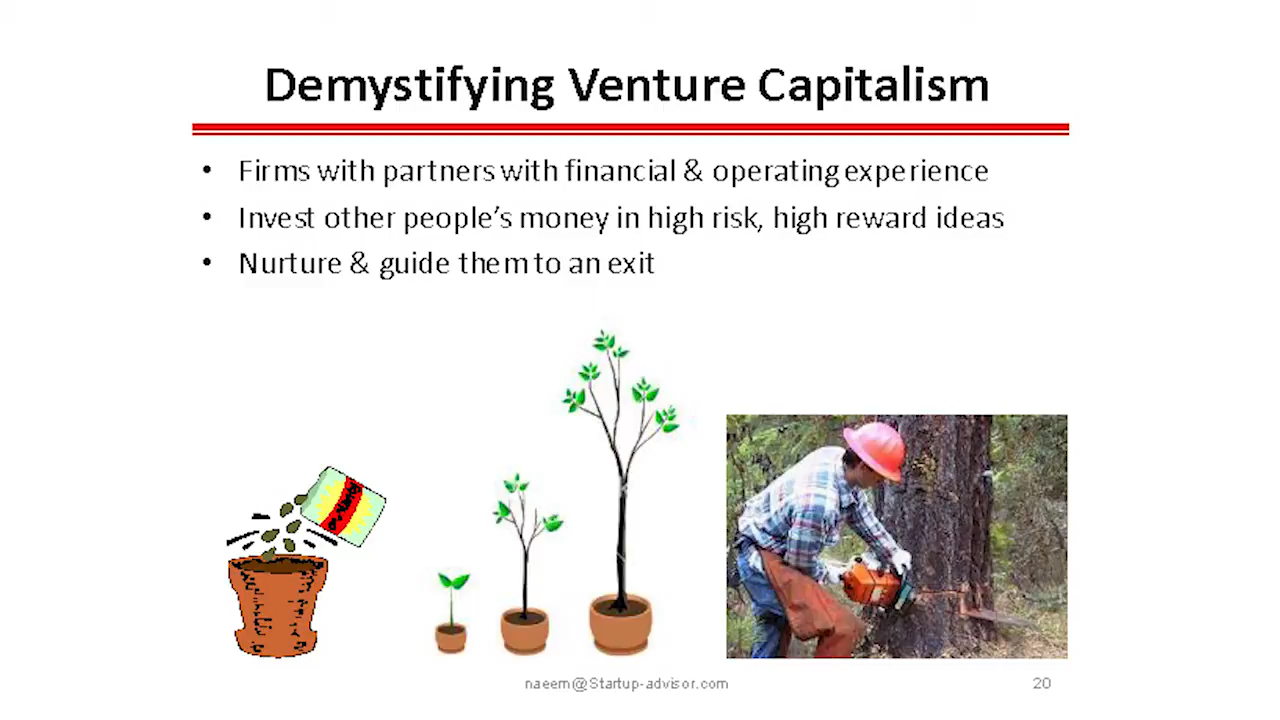 Demystifying Venture Capitalism
• Firms with partners with financial & operating experience
• Invest other people's money in high risk, high reward ideas
• Nurture & guide them to an exit
naeem@Startup-advisor.com
20